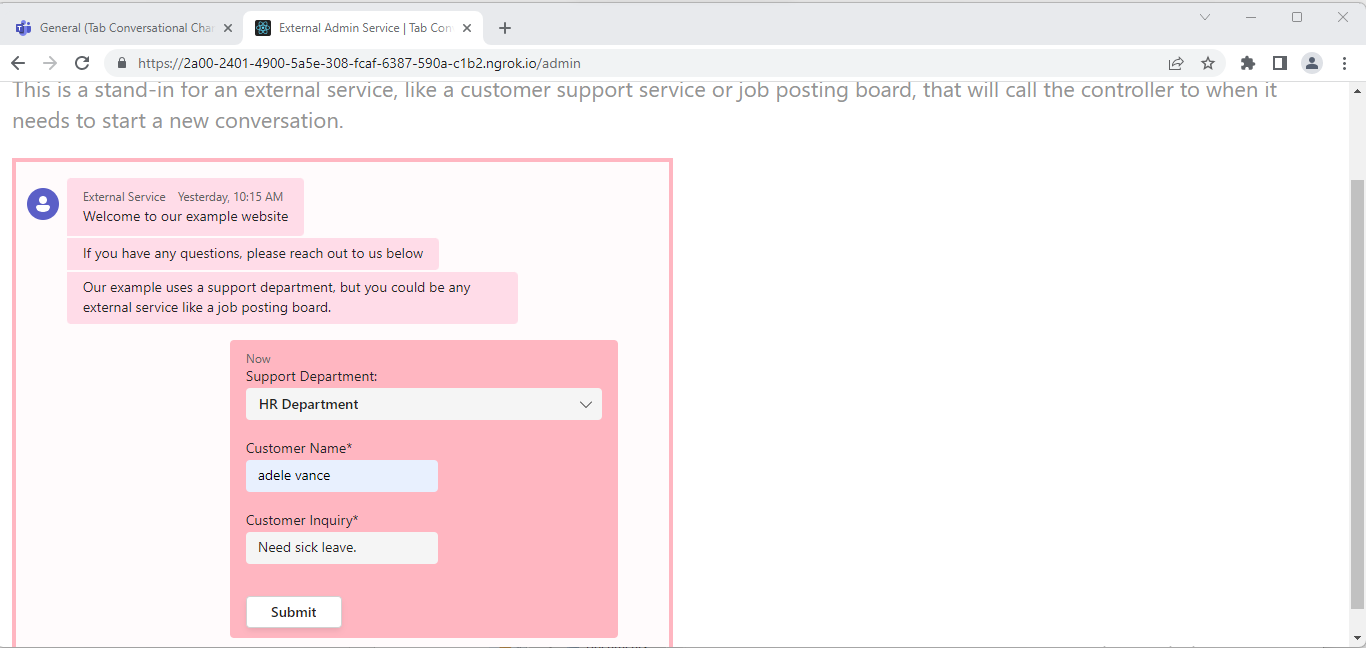 General (Tab Conversational Cha
External Admin Service | Tab Con
https://2a00-2401-4900-5a5e-308-fcaf-6387-590a-c1b2.ngrok.io/admin
This is a stand-in for an external service, like a customer support service or job posting board, that will call the controller to when it
needs to start a new conversation.
External Service Yesterday, 10:15 AM
Welcome to our example website
If you have any questions, please reach out to us below
Our example uses a support department, but you could be any
external service like a job posting board.
Now
Support Department:
HR Department
Customer Name*
adele vance
Customer Inquiry*
Need sick leave.
Submit